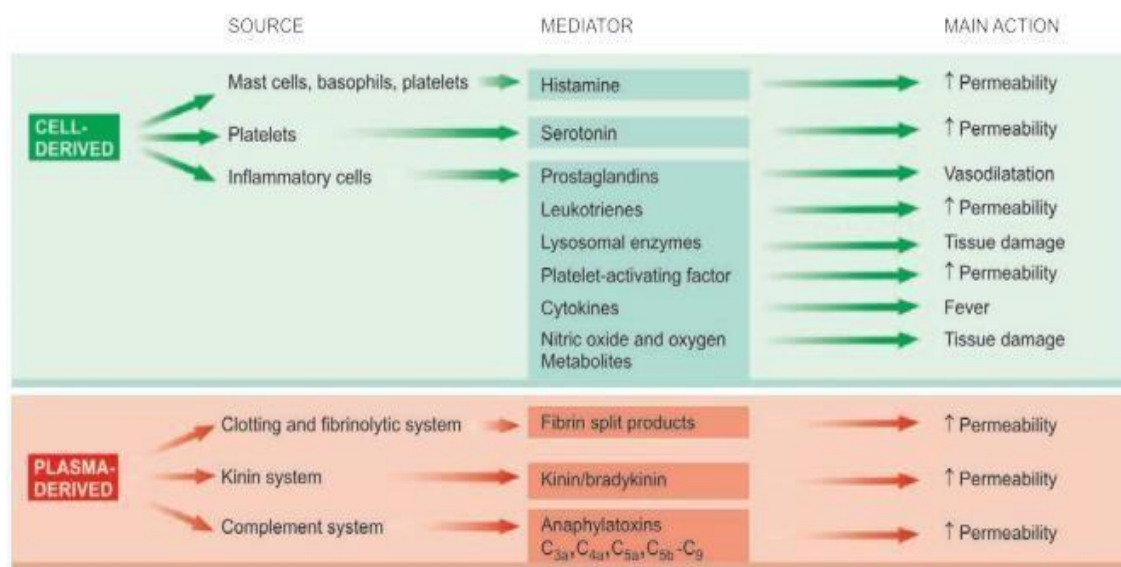 SOURCE MEDIATOR MAIN ACTION
CELL-
DERIVED
Mast cells, basophils, platelets Histamine ↑ Permeability
Platelets Serotonin ↑ Permeability
Inflammatory cells Prostaglandins Vasodilatation
Leukotrienes ↑ Permeability
Lysosomal enzymes Tissue damage
Platelet-activating factor ↑ Permeability
Cytokines Fever
Nitric oxide and oxygen Tissue damage
Metabolites
PLASMA-
DERIVED
Clotting and fibrinolytic system Fibrin split products ↑ Permeability
Kinin system Kinin/bradykinin ↑ Permeability
Complement system Anaphylatoxins ↑ Permeability
C3a,C4a,C5a,C5b-C9